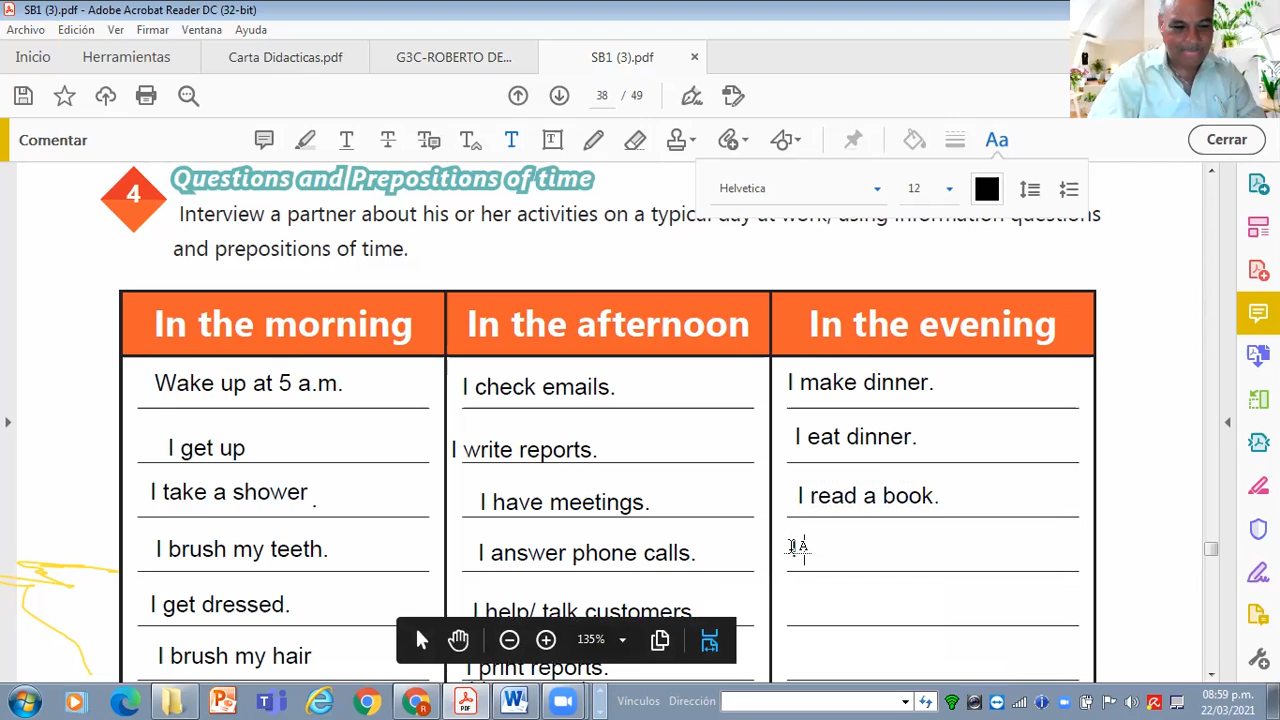 SB1 (3).pdf - Adobe Acrobat Reader DC (32-bit)
Archivo Edición Ver Firmar Ventana Ayuda
Inicio Herramientas Carta Didacticas.pdf G3C-ROBERTO DE... SB1 (3).pdf ×
38 / 49
Comentar T T T T Aa Cerrar
Helvetica 12
4 Questions and Prepositions of time
Interview a partner about his or her activities on a typical day at work, using information questions
and prepositions of time.
In the morning In the afternoon In the evening
Wake up at 5 a.m. I check emails. I make dinner.
I get up I write reports. I eat dinner.
I take a shower . I have meetings. I read a book.
I brush my teeth. I answer phone calls.
I get dressed. I help/ talk customers
I brush my hair I print reports.
135%
Vínculos Dirección
08:59 p.m.
22/03/2021